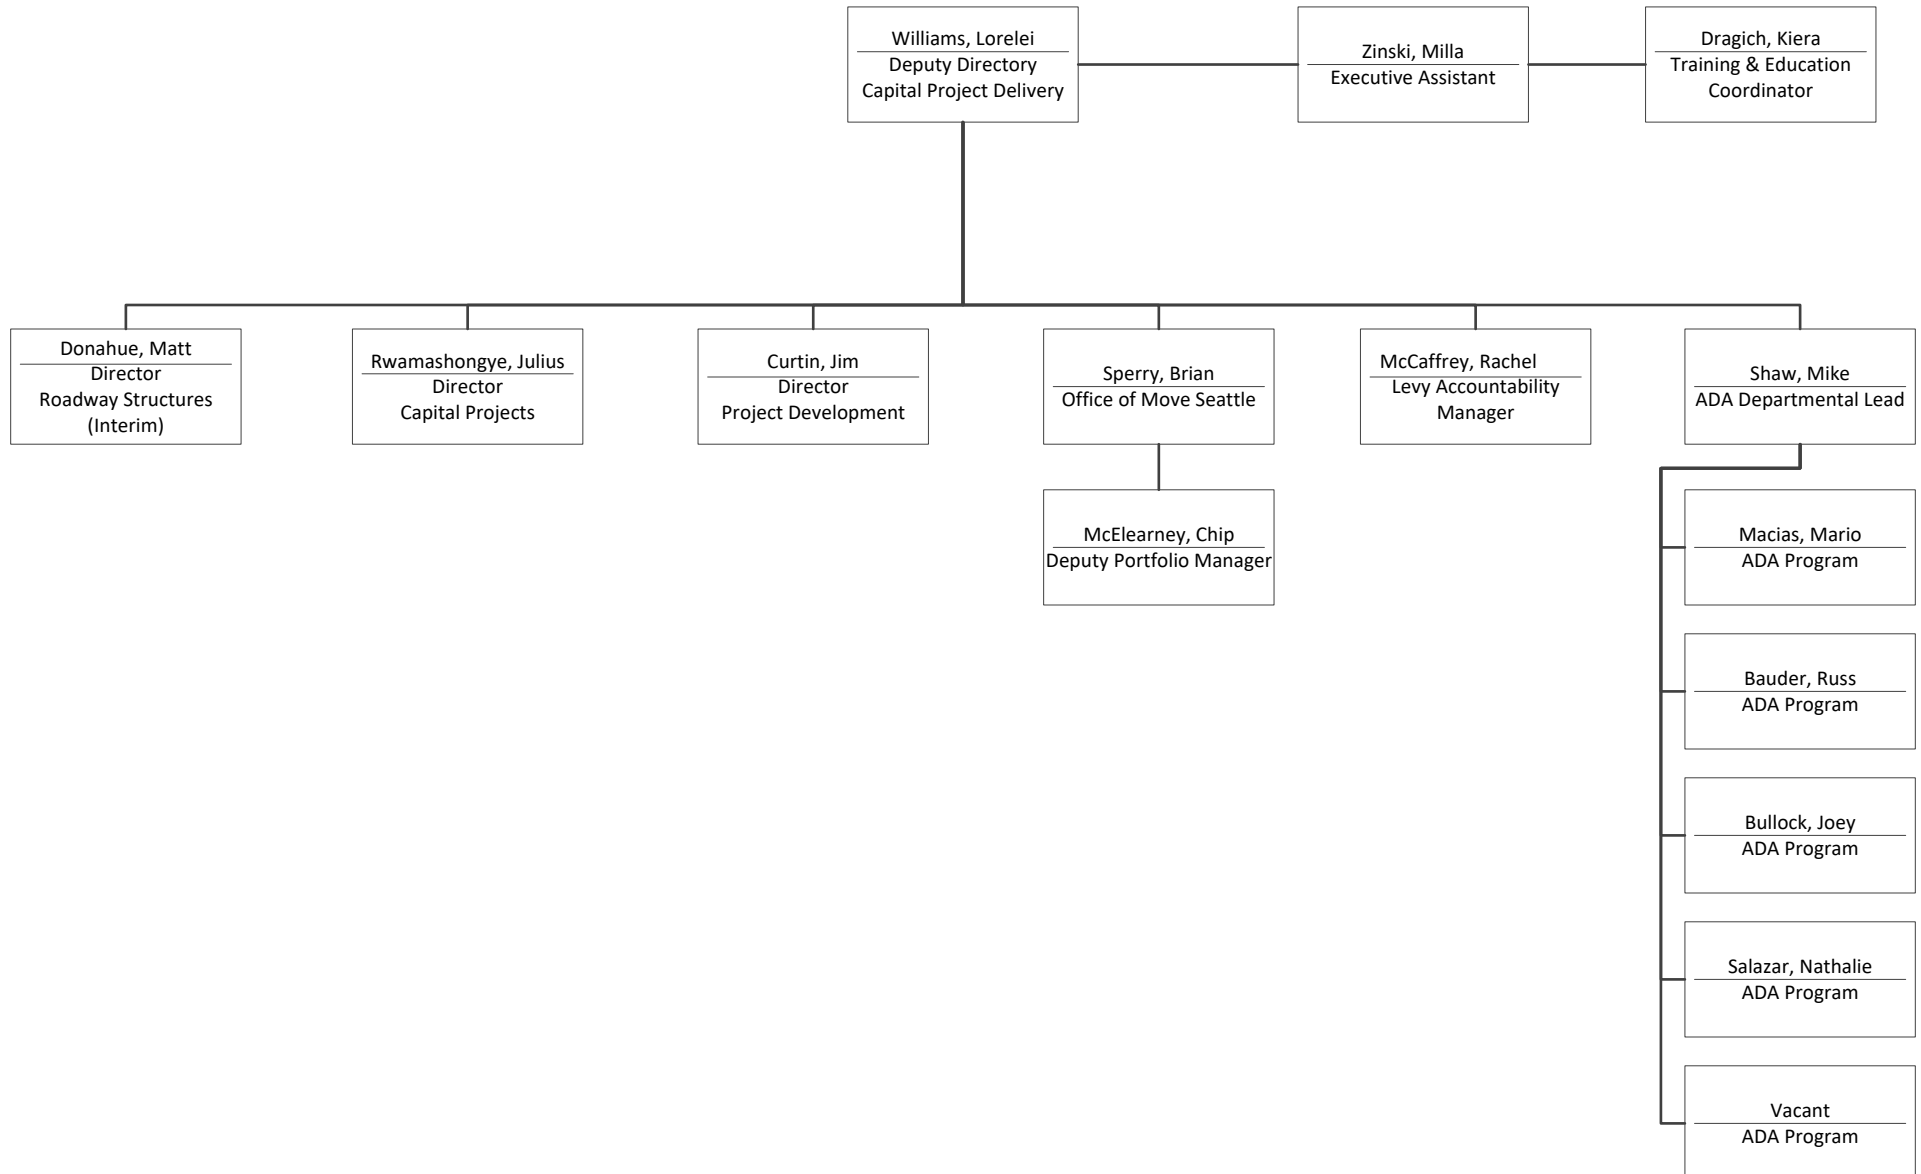 Williams, Lorelei
Deputy Directory
Capital Project Delivery
Zinski, Milla
Executive Assistant
Dragich, Kiera
Training & Education
Coordinator
Donahue, Matt
Director
Roadway Structures
(Interim)
Rwamashongye, Julius
Director
Capital Projects
Curtin, Jim
Director
Project Development
Sperry, Brian
Office of Move Seattle
McCaffrey, Rachel
Levy Accountability
Manager
Shaw, Mike
ADA Departmental Lead
McElearney, Chip
Deputy Portfolio Manager
Macias, Mario
ADA Program
Bauder, Russ
ADA Program
Bullock, Joey
ADA Program
Salazar, Nathalie
ADA Program
Vacant
ADA Program